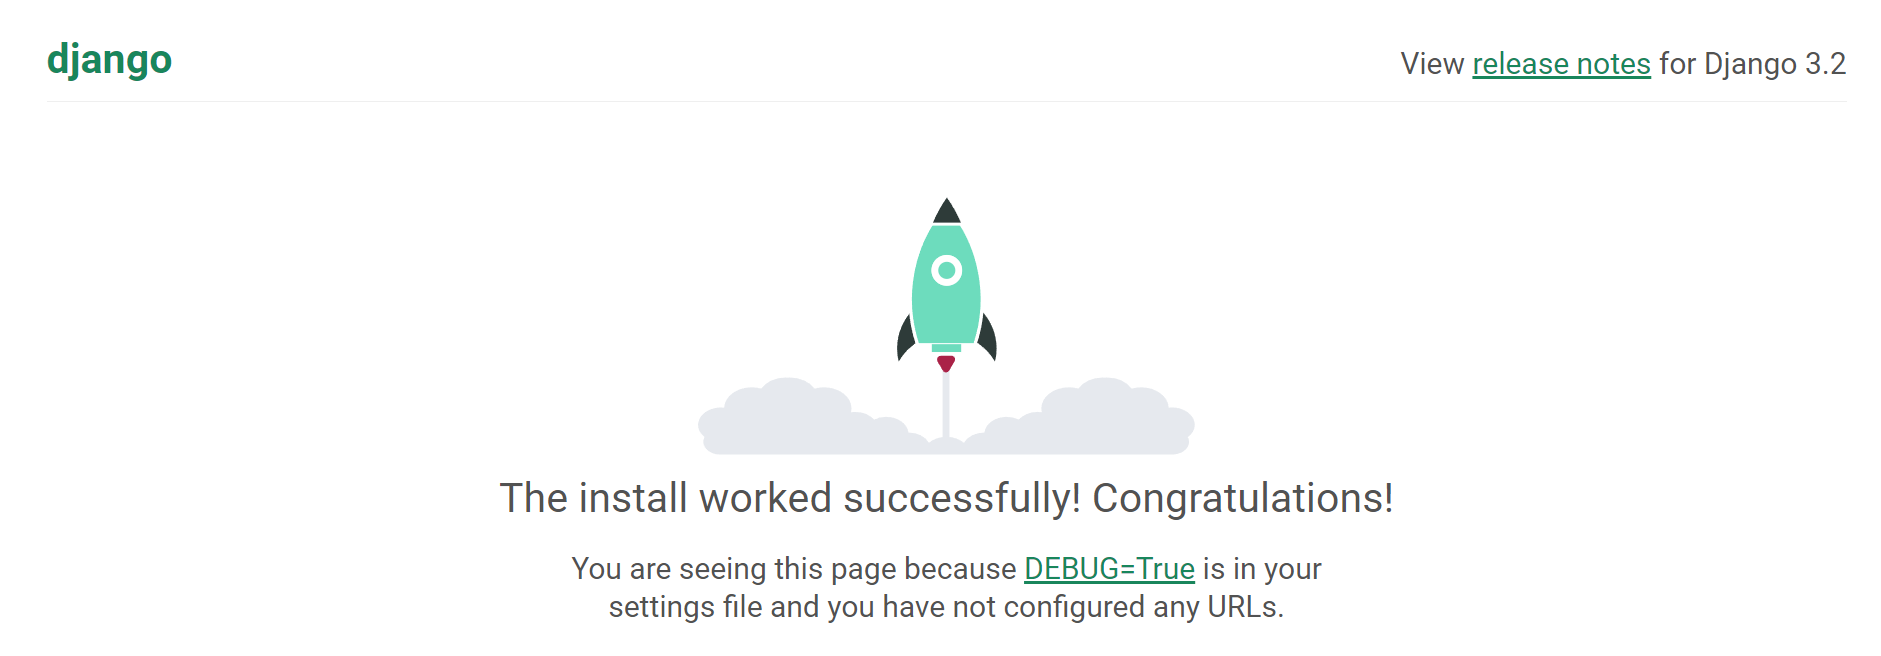 django
View release notes for Django 3.2
The install worked successfully! Congratulations!
You are seeing this page because DEBUG=True is in your
settings file and you have not configured any URLs.